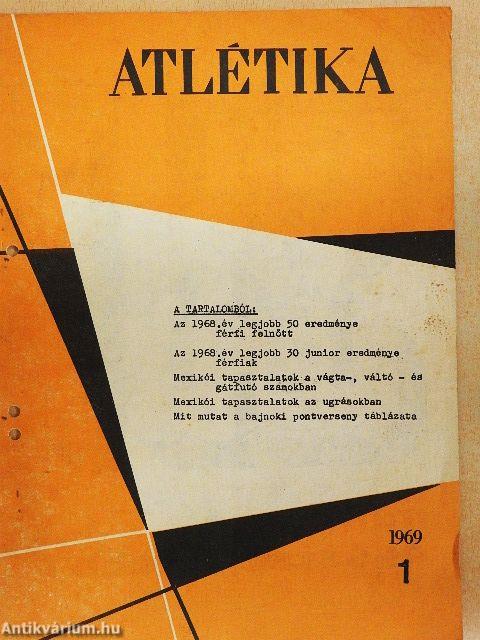 ATLÉTIKA
A TARTALOMBÓL:
Az 1968.év legjobb 50 eredménye
férfi felnőtt
Az 1968.év legjobb 30 junior eredménye
férfiak
Mexikói tapasztalatok a vágta-, váltó - és
gátfutó számokban
Mexikói tapasztalatok az ugrásokban
Mit mutat a bajnoki pontverseny táblázata
1969
1
Antikvárium.hu